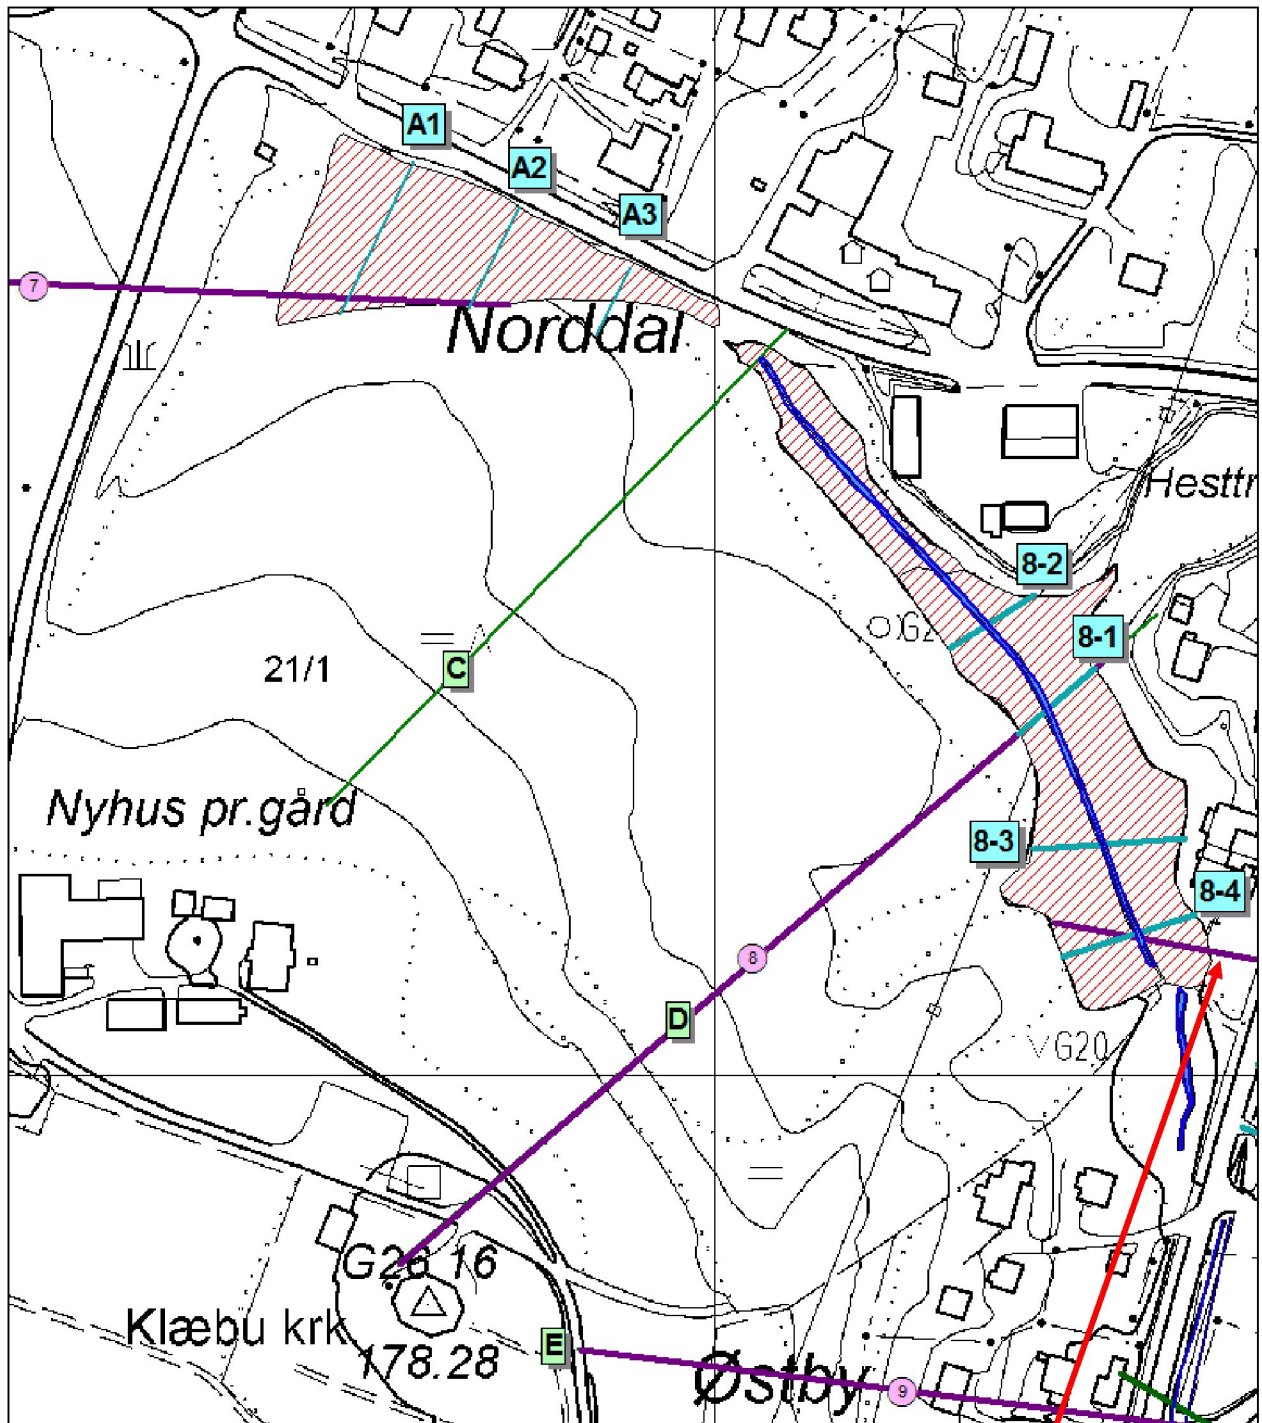 A1
A2
A3
7
Norddal
Hesttr
8-2
G2
8-1
C
21/1
Nyhus pr.gård
8-3
8-4
8
D
G20
G26 16
Klæbu krk
178.28
E
Østby
9